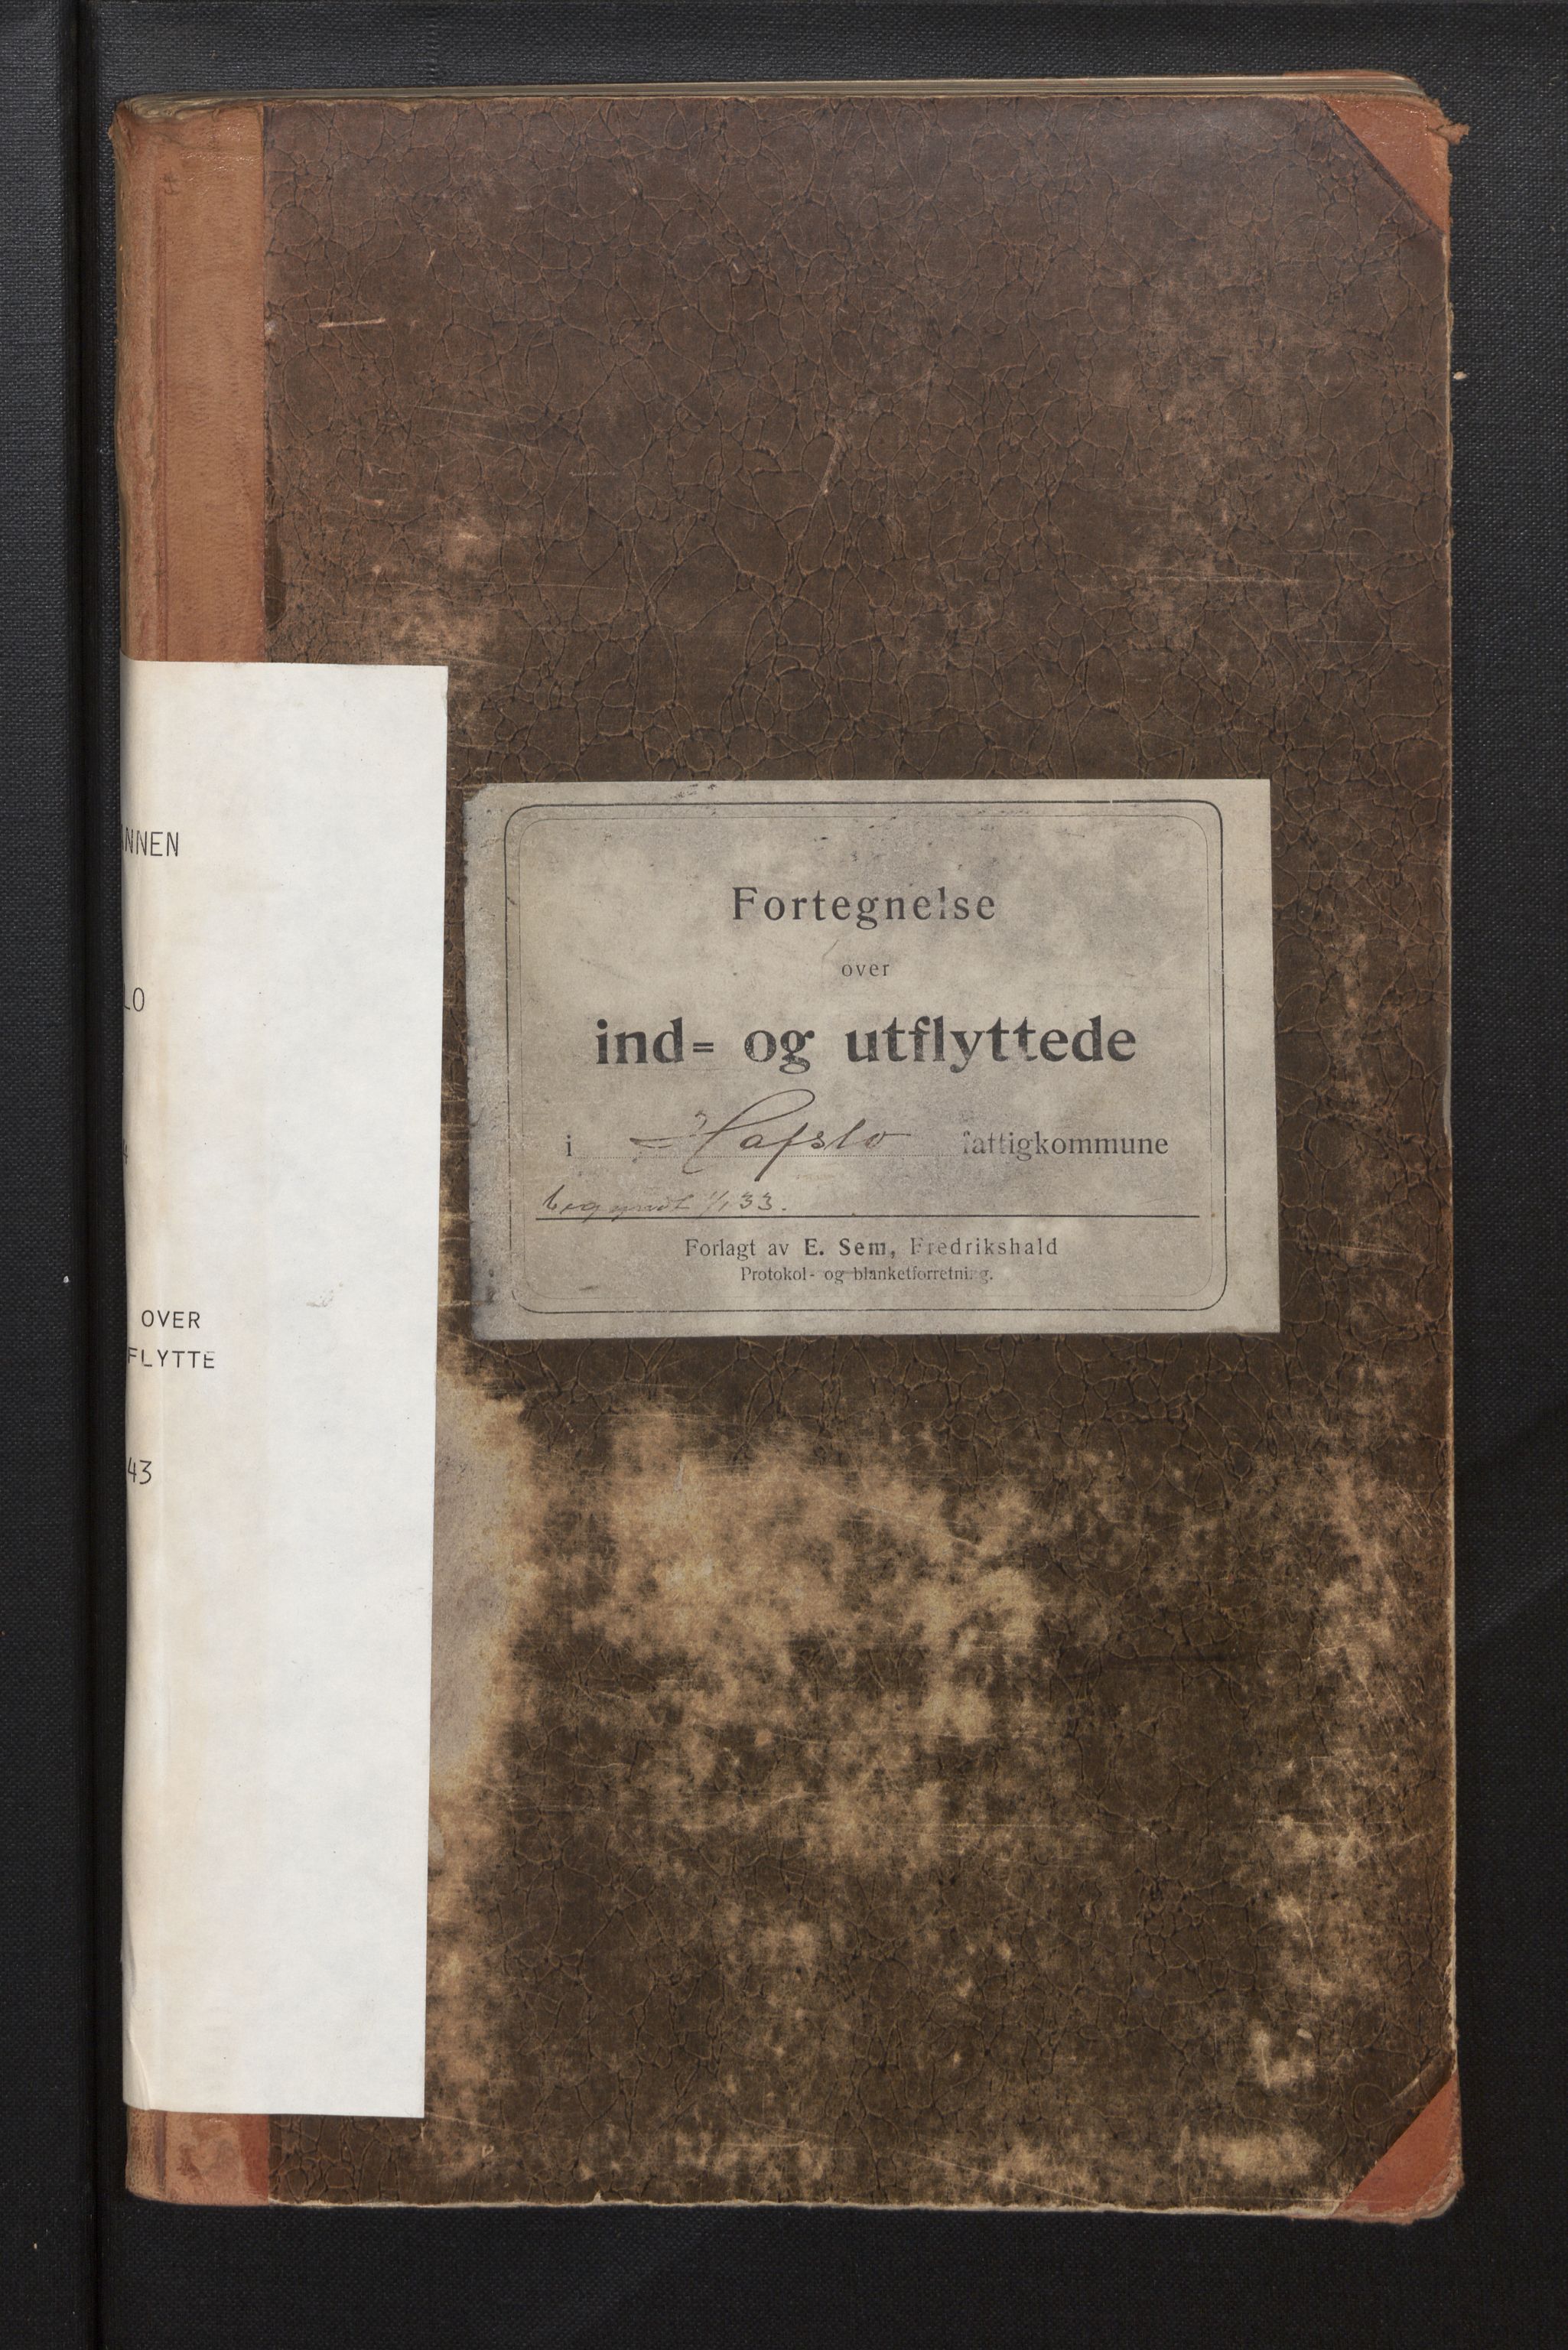 NNEN
LO
OVER
FLYTTE
43
Fortegnelse
over
ind= og utflyttede
i Hafslo fattigkommune
begyndt 1/1 33.
Forlagt av E. Sem, Fredrikshald
Protokol- og blanketforretning.